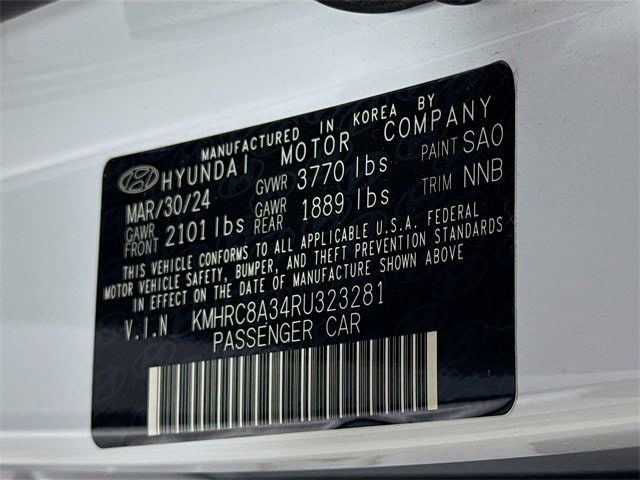 MANUFACTURED IN KOREA BY
HYUNDAI MOTOR COMPANY
MAR/30/24 GVWR 3770 lbs PAINT SAO
GAWR FRONT 2101 lbs GAWR REAR 1889 lbs TRIM NNB
THIS VEHICLE CONFORMS TO ALL APPLICABLE U.S.A. FEDERAL
MOTOR VEHICLE SAFETY, BUMPER, AND THEFT PREVENTION STANDARDS
IN EFFECT ON THE DATE OF MANUFACTURE SHOWN ABOVE
V.I.N KMHRC8A34RU323281
PASSENGER CAR